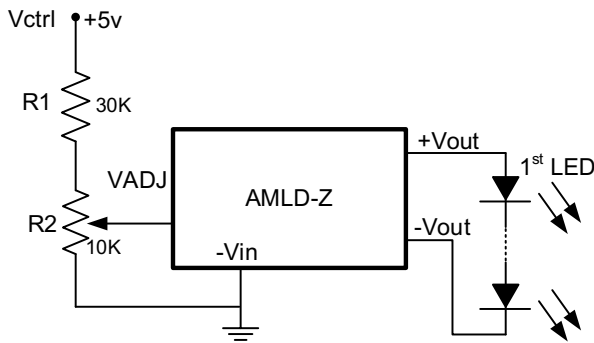 Vctrl +5v
R1 30K
VADJ
R2 10K
AMLD-Z
-Vin
+Vout
1st LED
-Vout